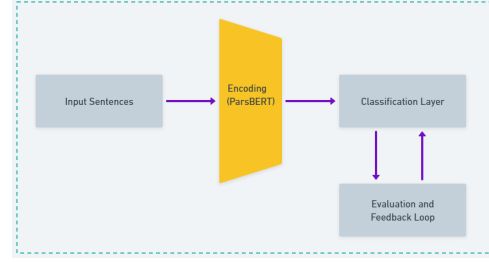 Input Sentences
Encoding
(ParsBERT)
Classification Layer
Evaluation and
Feedback Loop